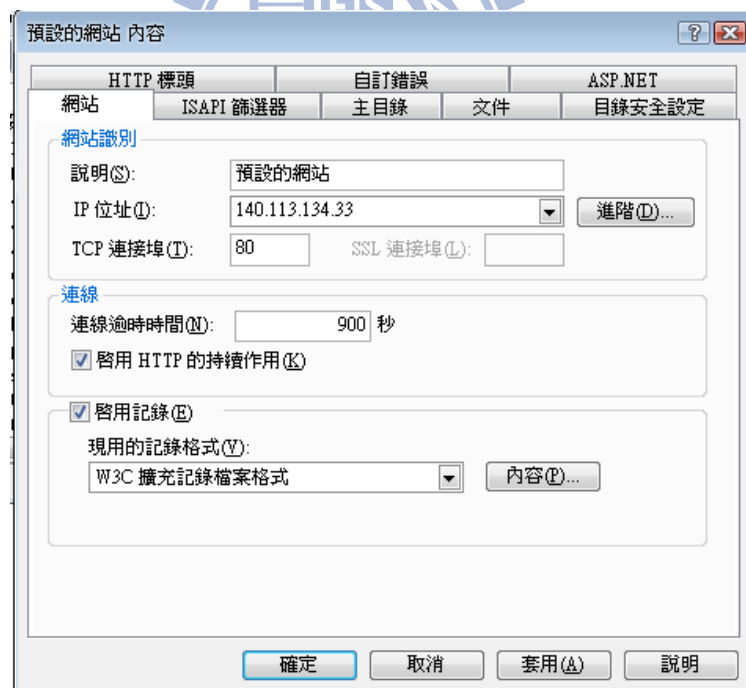 預設的網站 內容
HTTP 標頭 自訂錯誤 ASP.NET
網站 ISAPI 篩選器 主目錄 文件 目錄安全設定
網站識別
說明(S): 預設的網站
IP 位址(I): 140.113.134.33 進階(D)...
TCP 連接埠(T): 80 SSL 連接埠(L):
連線
連線逾時時間(N): 900 秒
啓用 HTTP 的持續作用(K)
啓用記錄(E)
現用的記錄格式(V):
W3C 擴充記錄檔案格式 內容(P)...
確定 取消 套用(A) 說明